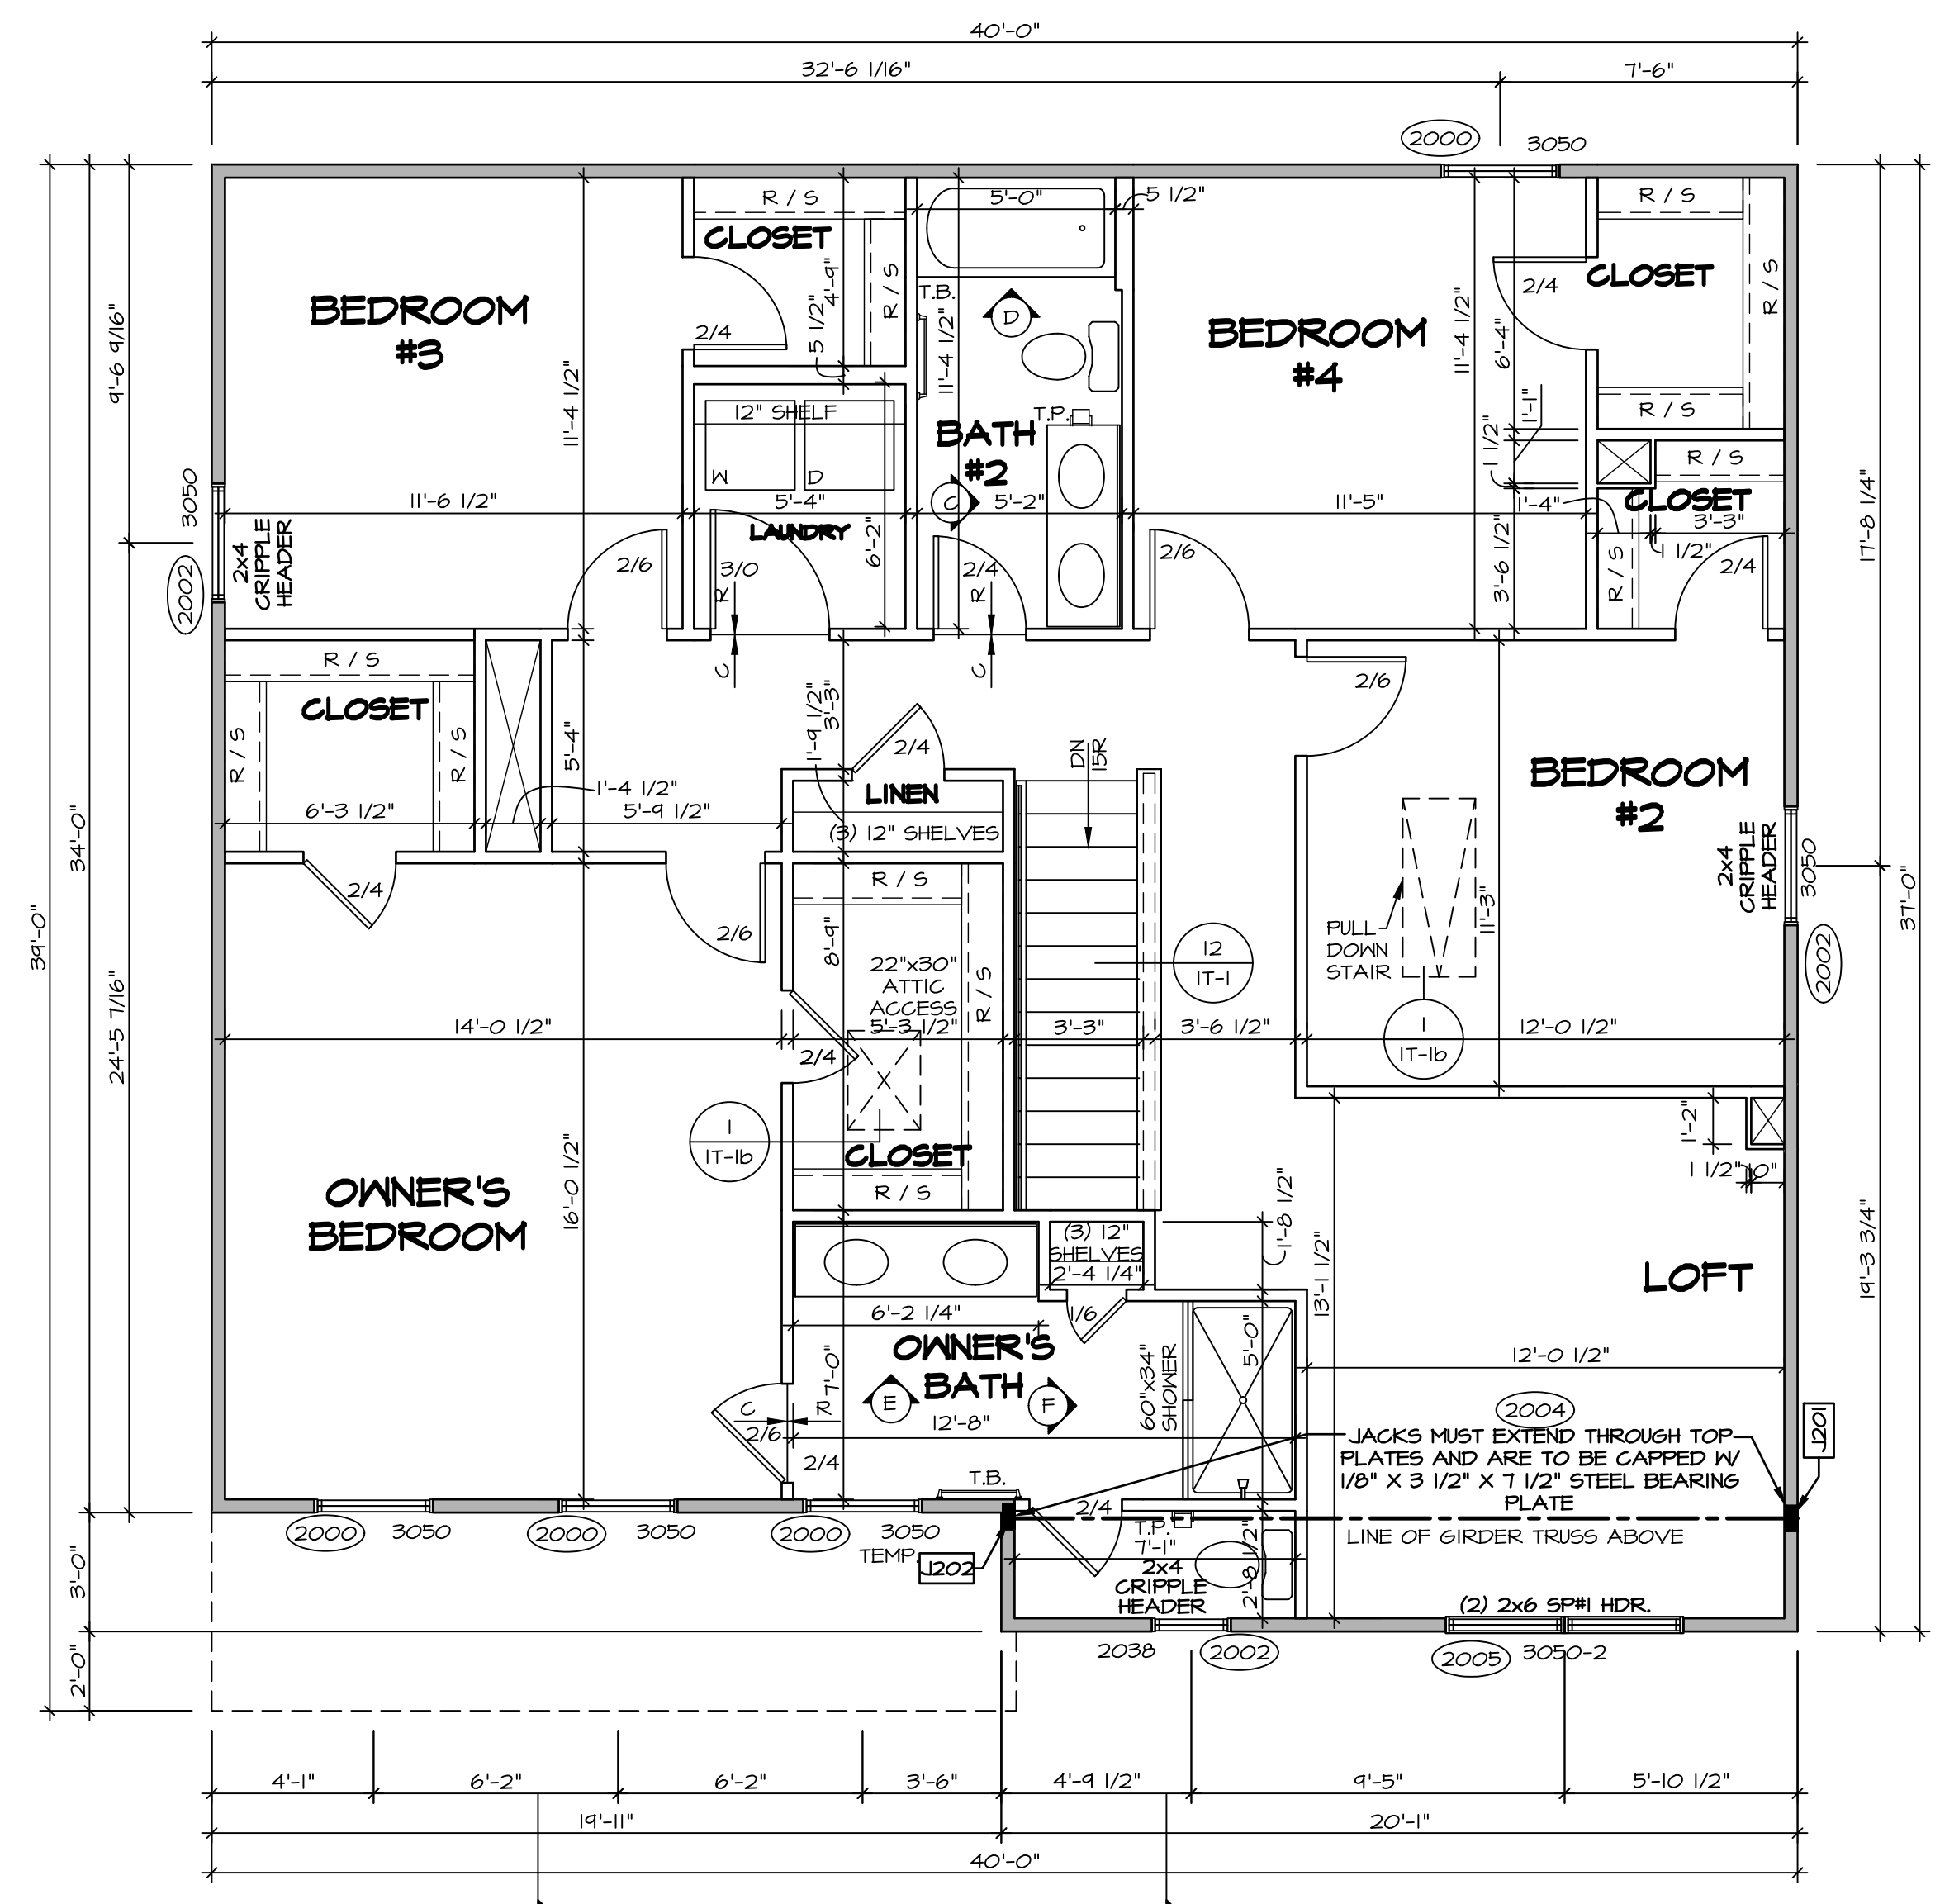 40'-0"
32'-6 1/16"
7'-6"
2000
3050
R / S
CLOSET
5'-0"
5 1/2"
R / S
CLOSET
2/4
R / S
BEDROOM
#3
4'-9"
5 1/2"
R / S
2/4
T.B.
D
11'-4 1/2"
BEDROOM
#4
11'-4 1/2"
6'-4"
9'-6 9/16"
11'-4 1/2"
12" SHELF
W
D
T.P.
BATH
#2
C
1'-1"
1 1/2"
R / S
R / S
CLOSET
3050
11'-6 1/2"
5'-4"
5'-2"
11'-5"
1'-4"
3'-3"
1 1/2"
17'-8 1/4"
2x4
CRIPPLE
HEADER
2002
LAUNDRY
6'-2"
2/6
3/0
R
2/4
R
2/6
3'-6 1/2"
R / S
2/4
C
C
R / S
CLOSET
R / S
R / S
5'-4"
1'-9 1/2"
3'-3"
2/4
DN
15R
2/6
BEDROOM
#2
1'-4 1/2"
6'-3 1/2"
5'-9 1/2"
LINEN
(3) 12" SHELVES
34'-0"
39'-0"
2x4
CRIPPLE
HEADER
3050
2002
37'-0"
2/4
2/6
R / S
8'-9"
22"x30"
ATTIC
ACCESS
R / S
12
1T-1
PULL
DOWN
STAIR
11'-3"
1
1T-1b
24'-5 7/16"
14'-0 1/2"
5'-3 1/2"
3'-3"
3'-6 1/2"
12'-0 1/2"
2/4
1
1T-1b
CLOSET
R / S
1'-2"
1 1/2"
OWNER'S
BEDROOM
16'-0 1/2"
(3) 12"
SHELVES
2'-4 1/4"
1'-8 1/2"
13'-1 1/2"
LOFT
19'-3 3/4"
6'-2 1/4"
1/6
OWNER'S
BATH
7'-0"
E
F
12'-8"
60"x34"
SHOWER
5'-0"
12'-0 1/2"
C
R
2/6
2/4
2004
JACKS MUST EXTEND THROUGH TOP
PLATES AND ARE TO BE CAPPED W/
1/8" X 3 1/2" X 7 1/2" STEEL BEARING
PLATE
J201
T.B.
2/4
LINE OF GIRDER TRUSS ABOVE
2000
3050
2000
3050
2000
3050
TEMP.
J202
T.P.
7'-1"
2x4
CRIPPLE
HEADER
2'-8 1/2"
(2) 2x6 SP#1 HDR.
3'-0"
2'-0"
2038
2002
2005
3050-2
4'-1"
6'-2"
6'-2"
3'-6"
4'-9 1/2"
9'-5"
5'-10 1/2"
19'-11"
20'-1"
40'-0"